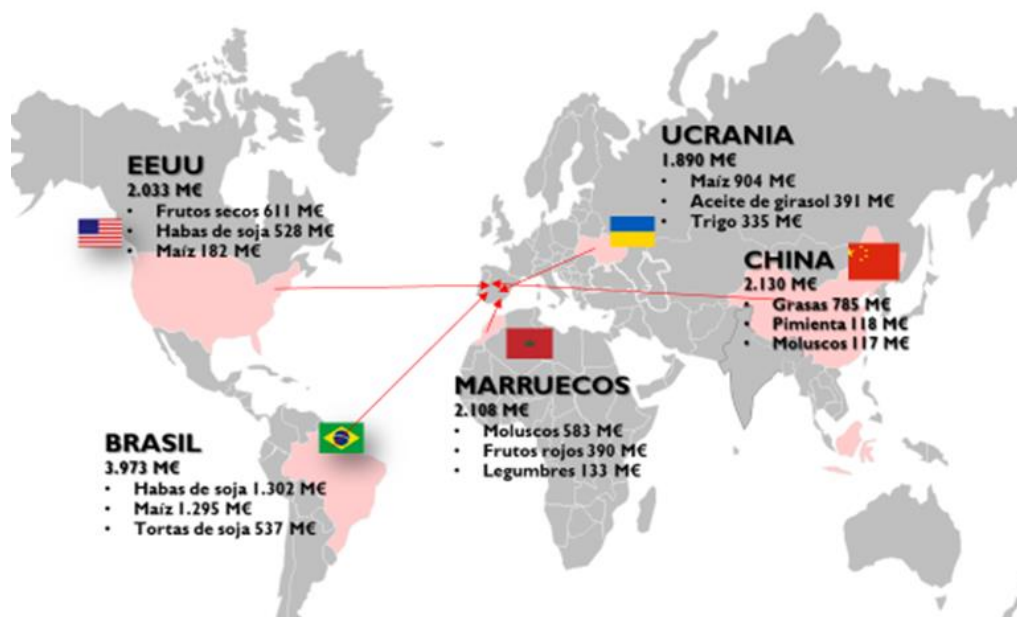 EEUU
2.033 M€
• Frutos secos 611 M€
• Habas de soja 528 M€
• Maíz 182 M€
UCRANIA
1.890 M€
• Maíz 904 M€
• Aceite de girasol 391 M€
• Trigo 335 M€
CHINA
2.130 M€
• Grasas 785 M€
• Pimienta 118 M€
• Moluscos 117 M€
MARRUECOS
2.108 M€
• Moluscos 583 M€
• Frutos rojos 390 M€
• Legumbres 133 M€
BRASIL
3.973 M€
• Habas de soja 1.302 M€
• Maíz 1.295 M€
• Tortas de soja 537 M€